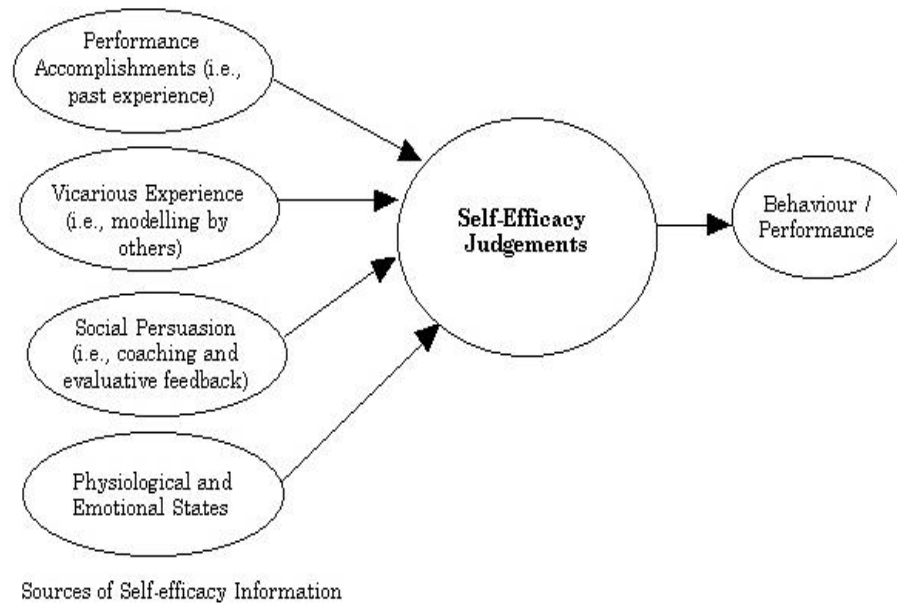 Performance
Accomplishments (i.e.,
past experience)
Vicarious Experience
(i.e., modelling by
others)
Social Persuasion
(i.e., coaching and
evaluative feedback)
Physiological and
Emotional States
Self-Efficacy
Judgements
Behaviour /
Performance
Sources of Self-efficacy Information